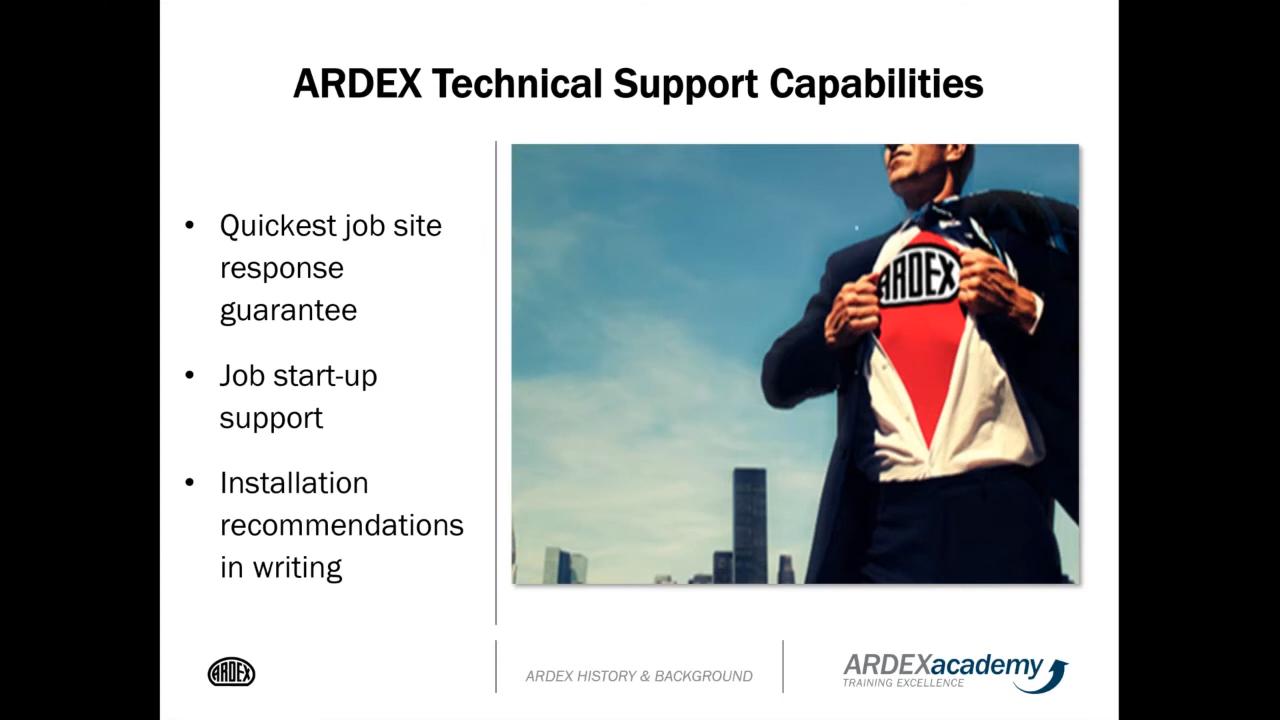 ARDEX Technical Support Capabilities
• Quickest job site
response
guarantee
• Job start-up
support
• Installation
recommendations
in writing
ARDEX
ARDEX
ARDEX HISTORY & BACKGROUND
ARDEXacademy
TRAINING EXCELLENCE